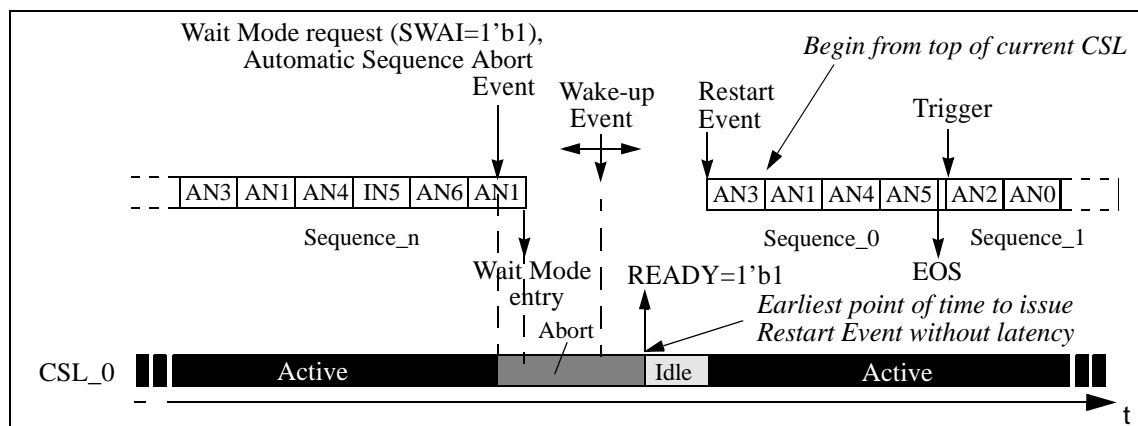 Wait Mode request (SWAI=1’b1),
Automatic Sequence Abort
Event
Wake-up
Event
Restart
Event
Begin from top of current CSL
Trigger
AN3 AN1 AN4 IN5 AN6 AN1
AN3 AN1 AN4 AN5 AN2 AN0
Sequence_n
Sequence_0
Sequence_1
Wait Mode
entry
READY=1’b1
EOS
Earliest point of time to issue
Restart Event without latency
Abort
CSL_0
Active
Idle
Active
t